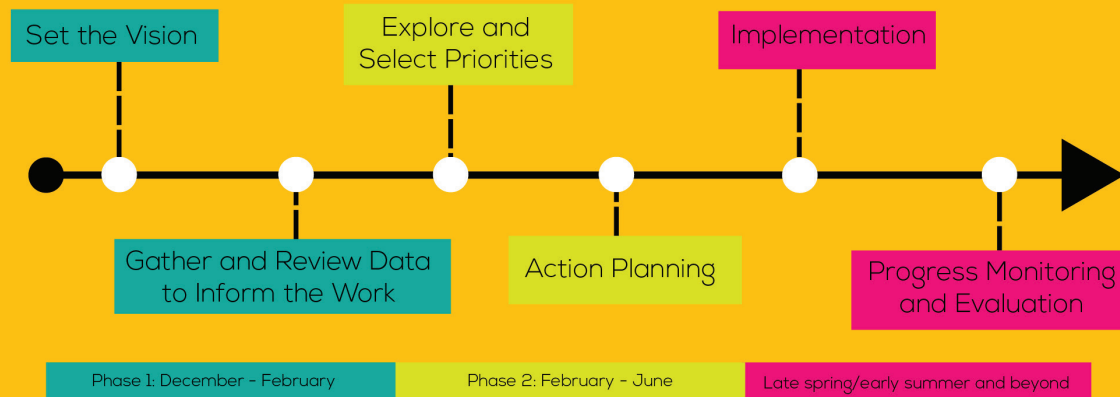 Set the Vision
Explore and
Select Priorities
Implementation
Gather and Review Data
to Inform the Work
Action Planning
Progress Monitoring
and Evaluation
Phase 1: December - February
Phase 2: February - June
Late spring/early summer and beyond